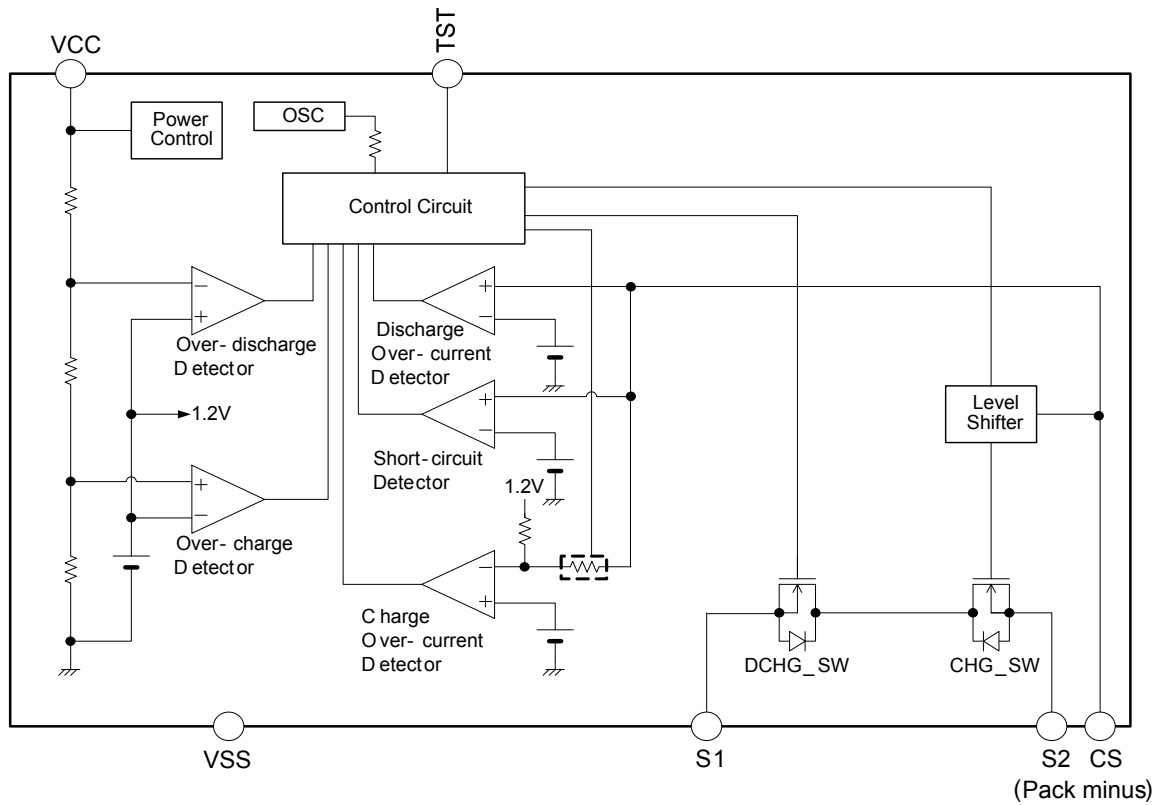 VCC
TST
Power
Control
OSC
Control Circuit
−
+
Over- discharge
Detector
+
−
Discharge
Over- current
Detector
1.2V
+
−
Short- circuit
Detector
Level
Shifter
1.2V
+
−
Over- charge
Detector
−
+
Charge
Over- current
Detector
DCHG_SW
CHG_SW
VSS
S1
S2
CS
(Pack minus)